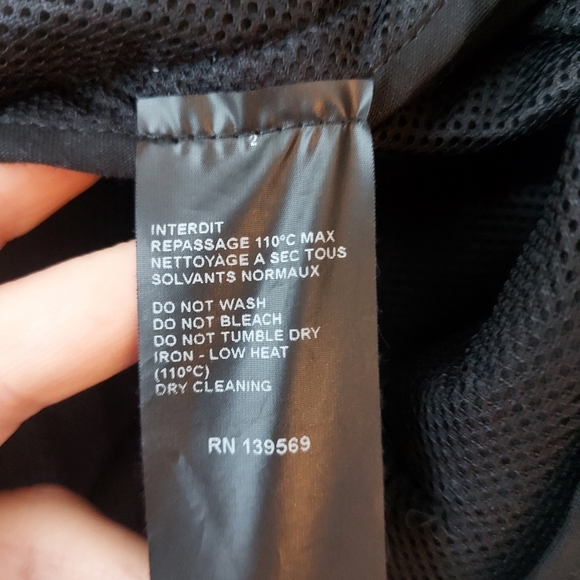 2
INTERDIT
REPASSAGE 110°C MAX
NETTOYAGE A SEC TOUS
SOLVANTS NORMAUX
DO NOT WASH
DO NOT BLEACH
DO NOT TUMBLE DRY
IRON - LOW HEAT
(110°C)
DRY CLEANING
RN 139569